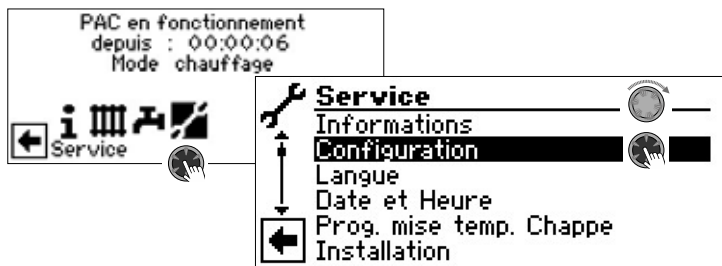 PAC en fonctionnement
depuis : 00:00:06
Mode chauffage
Service
Service
Informations
Configuration
Langue
Date et Heure
Prog. mise temp. Chappe
Installation